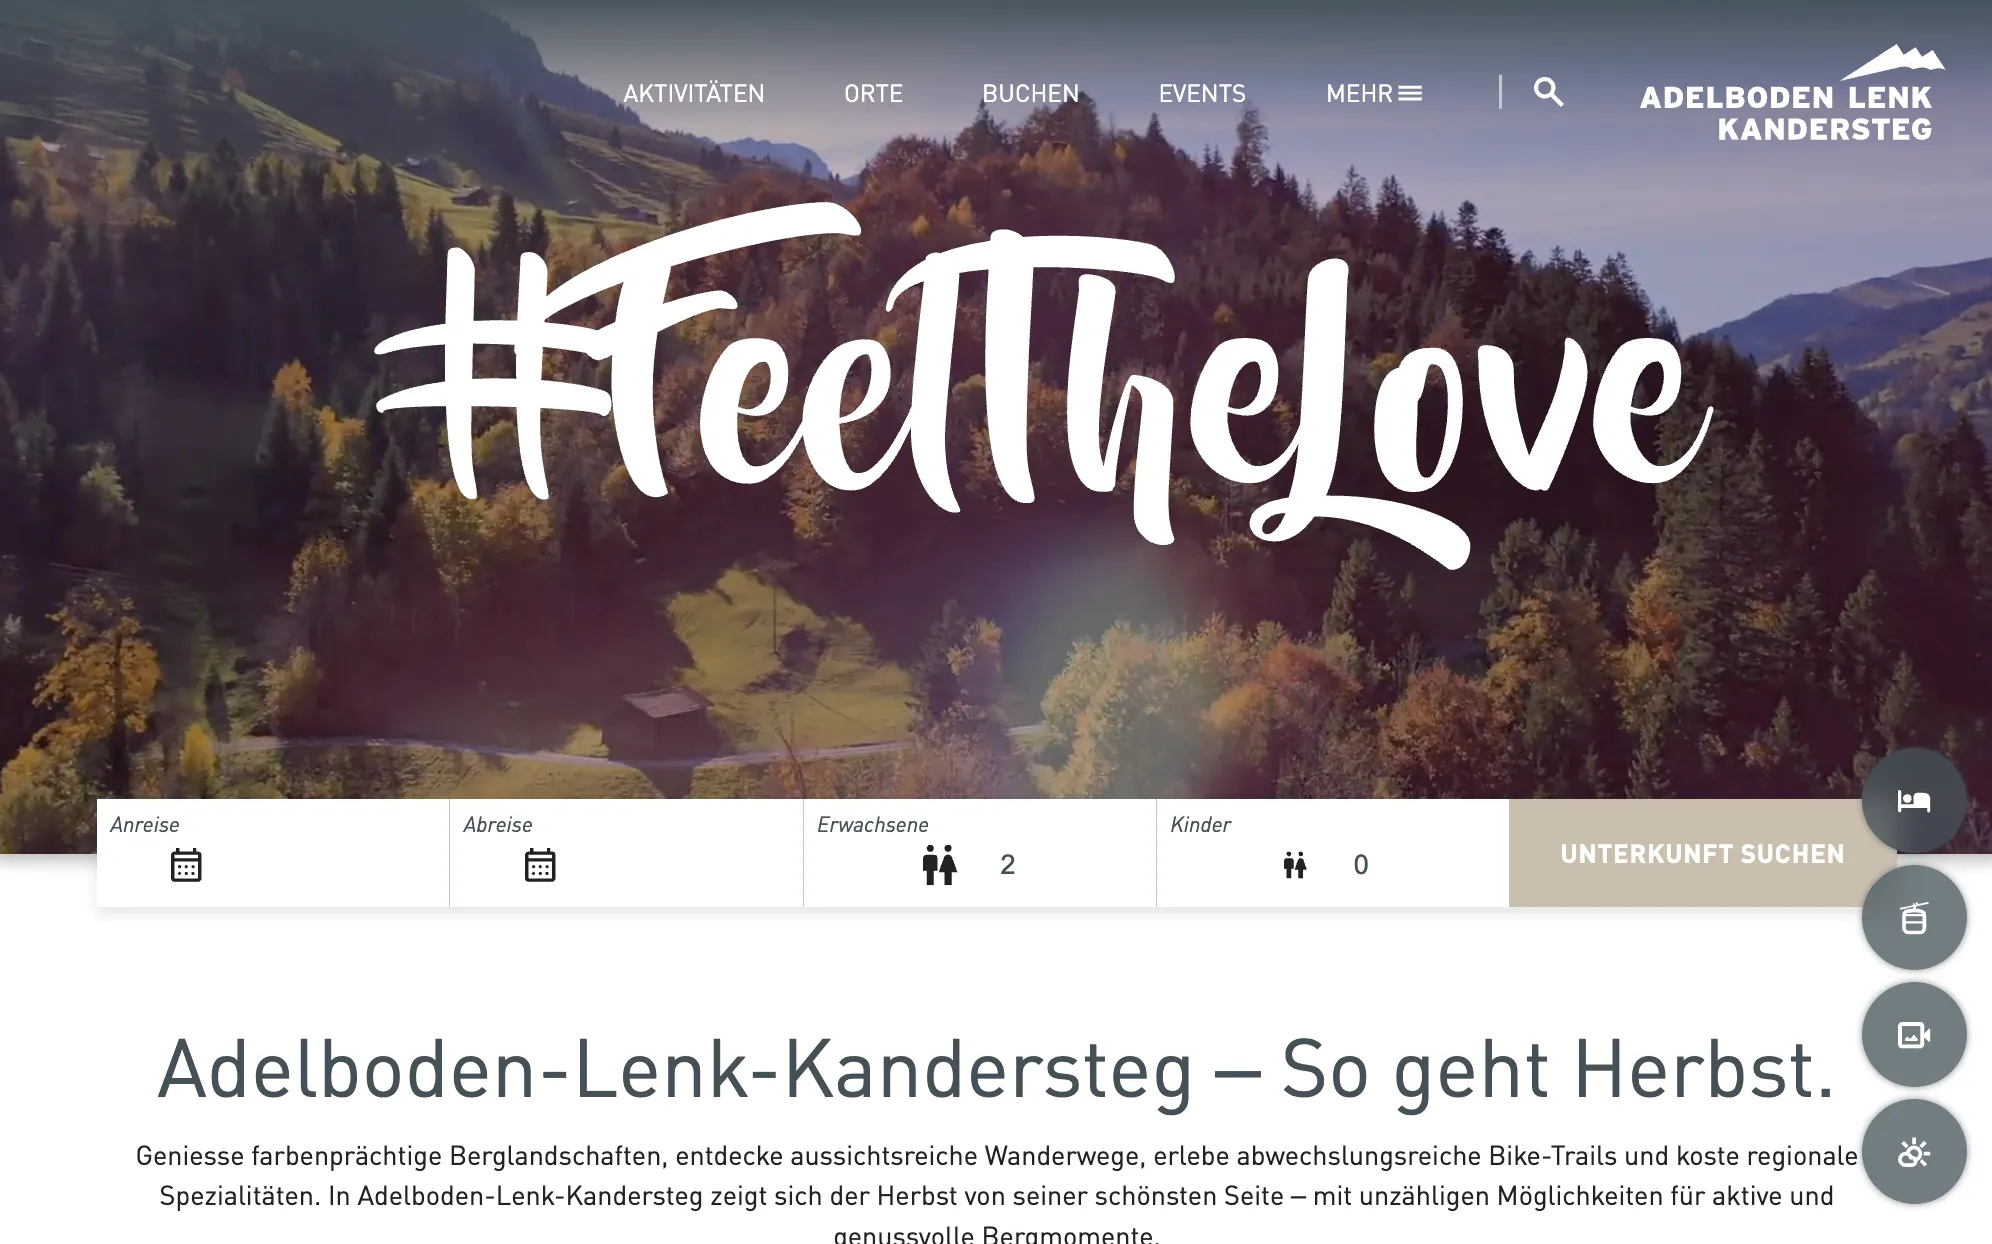 AKTIVITÄTEN ORTE BUCHEN EVENTS MEHR
ADELBODEN LENK
KANDERSTEG
#FeelTheLove
Anreise
Abreise
Erwachsene
2
Kinder
0
UNTERKUNFT SUCHEN
Adelboden-Lenk-Kandersteg – So geht Herbst.
Geniesse farbenprächtige Berglandschaften, entdecke aussichtsreiche Wanderwege, erlebe abwechslungsreiche Bike-Trails und koste regionale
Spezialitäten. In Adelboden-Lenk-Kandersteg zeigt sich der Herbst von seiner schönsten Seite – mit unzähligen Möglichkeiten für aktive und
genussvolle Bergmomente.